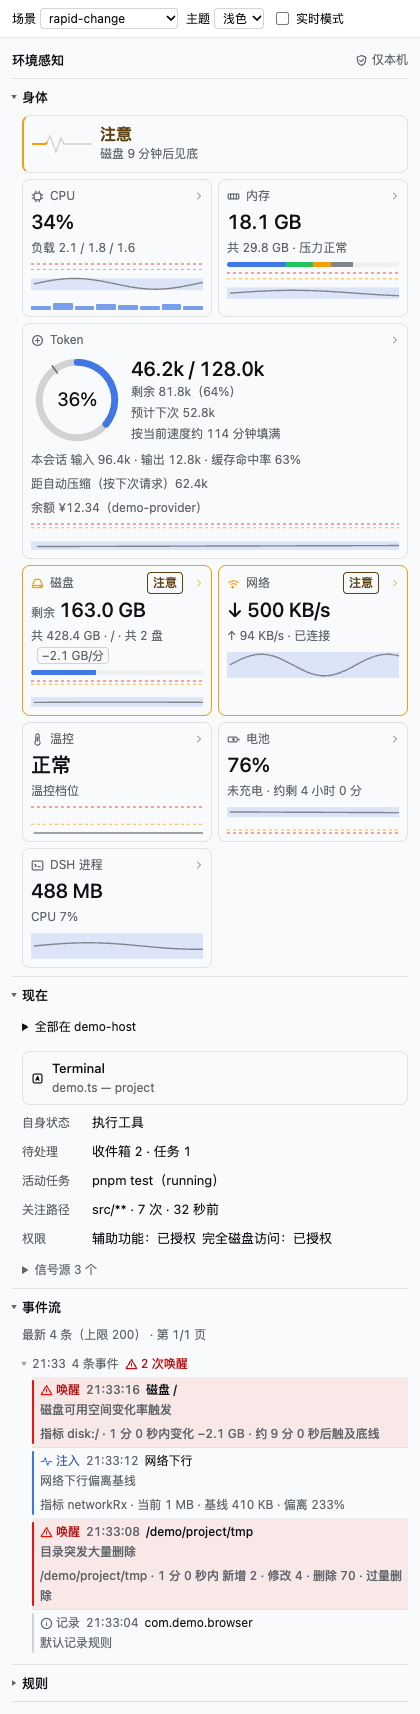 场景 rapid-change 主题 浅色 实时模式
环境感知 仅本机
身体
注意
磁盘 9 分钟后见底
CPU
34%
负载 2.1 / 1.8 / 1.6
内存
18.1 GB
共 29.8 GB · 压力正常
Token
36%
46.2k / 128.0k
剩余 81.8k（64%）
预计下次 52.8k
按当前速度约 114 分钟填满
本会话 输入 96.4k · 输出 12.8k · 缓存命中率 63%
距自动压缩（按下次请求）62.4k
余额 ¥12.34（demo-provider）
磁盘 注意
剩余 163.0 GB
共 428.4 GB · / · 共 2 盘
−2.1 GB/分
网络 注意
↓ 500 KB/s
↑ 94 KB/s · 已连接
温控
正常
温控档位
电池
76%
未充电 · 约剩 4 小时 0 分
DSH 进程
488 MB
CPU 7%
现在
全部在 demo-host
Terminal
demo.ts — project
自身状态 执行工具
待处理 收件箱 2 · 任务 1
活动任务 pnpm test（running）
关注路径 src/** · 7 次 · 32 秒前
权限 辅助功能：已授权 完全磁盘访问：已授权
信号源 3 个
事件流
最新 4 条（上限 200） · 第 1/1 页
21:33 4 条事件 2 次唤醒
唤醒 21:33:16 磁盘 /
磁盘可用空间变化率触发
指标 disk:/ · 1 分 0 秒内变化 −2.1 GB · 约 9 分 0 秒后触及底线
注入 21:33:12 网络下行
网络下行偏离基线
指标 networkRx · 当前 1 MB · 基线 410 KB · 偏离 233%
唤醒 21:33:08 /demo/project/tmp
目录突发大量删除
/demo/project/tmp · 1 分 0 秒内 新增 2 · 修改 4 · 删除 70 · 过量删
除
记录 21:33:04 com.demo.browser
默认记录规则
规则